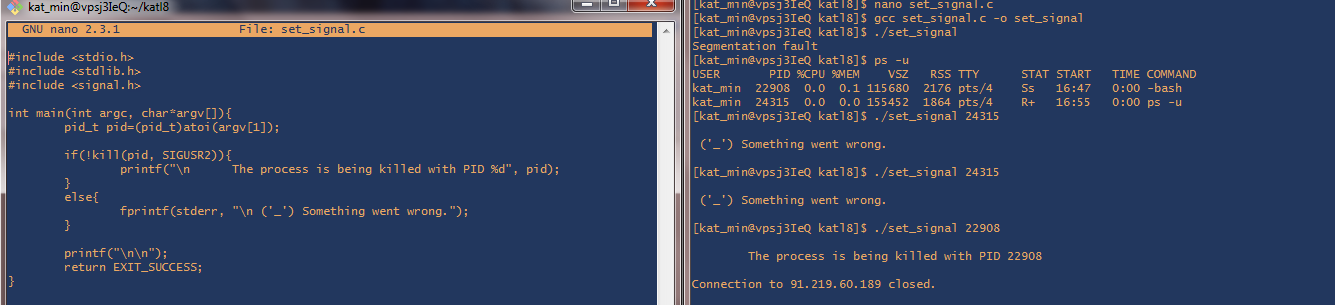 kat_min@vpsj3IeQ:~/katl8
GNU nano 2.3.1 File: set_signal.c
#include <stdio.h>
#include <stdlib.h>
#include <signal.h>
int main(int argc, char*argv[]){
pid_t pid=(pid_t)atoi(argv[1]);
if(!kill(pid, SIGUSR2)){
printf("\n The process is being killed with PID %d", pid);
}
else{
fprintf(stderr, "\n ('_') Something went wrong.");
}
printf("\n\n");
return EXIT_SUCCESS;
}
[kat_min@vpsj3IeQ katl8]$ nano set_signal.c
[kat_min@vpsj3IeQ katl8]$ gcc set_signal.c -o set_signal
[kat_min@vpsj3IeQ katl8]$ ./set_signal
Segmentation fault
[kat_min@vpsj3IeQ katl8]$ ps -u
USER PID %CPU %MEM VSZ RSS TTY STAT START TIME COMMAND
kat_min 22908 0.0 0.1 115680 2176 pts/4 Ss 16:47 0:00 -bash
kat_min 24315 0.0 0.0 155452 1864 pts/4 R+ 16:55 0:00 ps -u
[kat_min@vpsj3IeQ katl8]$ ./set_signal 24315
('_') Something went wrong.
[kat_min@vpsj3IeQ katl8]$ ./set_signal 24315
('_') Something went wrong.
[kat_min@vpsj3IeQ katl8]$ ./set_signal 22908
The process is being killed with PID 22908
Connection to 91.219.60.189 closed.